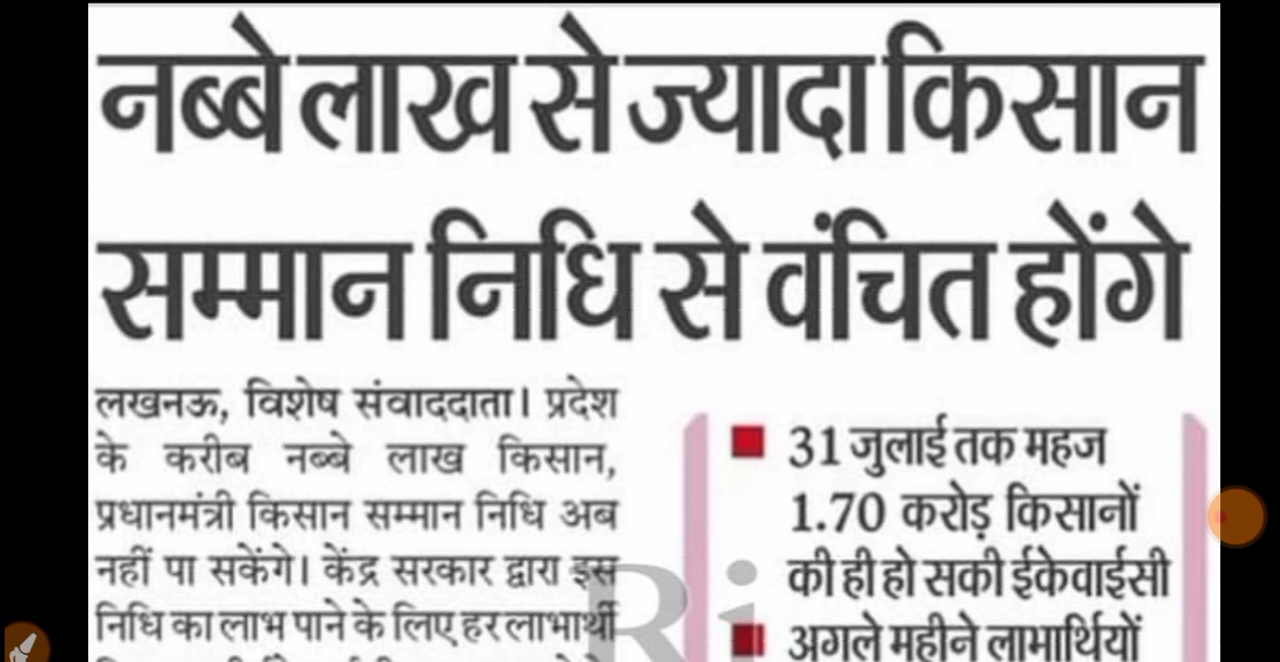 नब्बे लाख से ज्यादा किसान
सम्मान निधि से वंचित होंगे
लखनऊ, विशेष संवाददाता। प्रदेश
के करीब नब्बे लाख किसान,
प्रधानमंत्री किसान सम्मान निधि अब
नहीं पा सकेंगे। केंद्र सरकार द्वारा इस
निधि का लाभ पाने के लिए हर लाभार्थी
31 जुलाई तक महज
1.70 करोड़ किसानों
की ही हो सकी ईकेवाईसी
अगले महीने लाभार्थियों
Ri